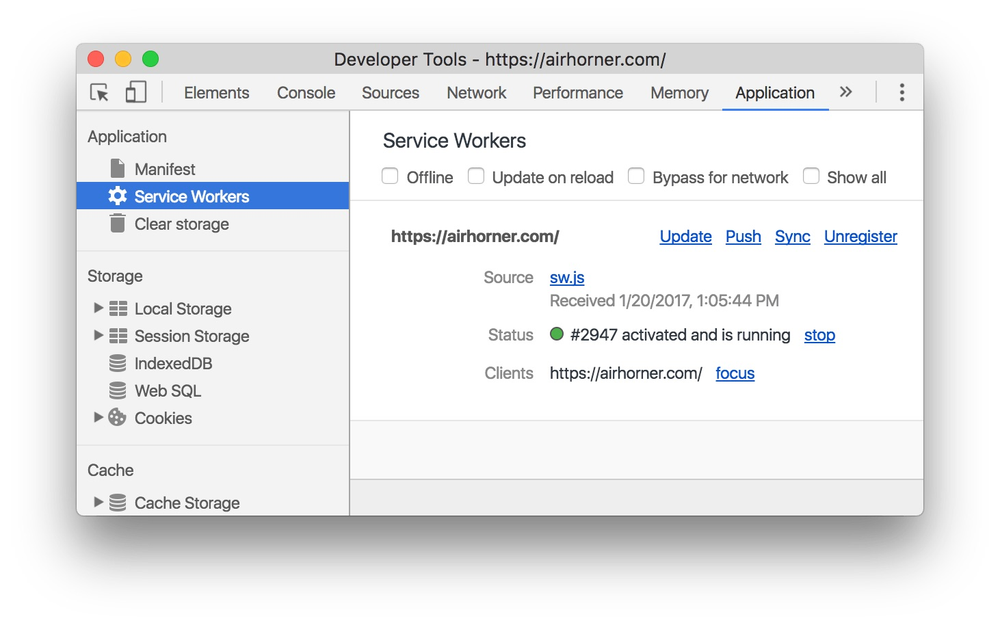 Developer Tools - https://airhorner.com/
Elements Console Sources Network Performance Memory Application »
Application
Manifest
Service Workers
Clear storage
Storage
Local Storage
Session Storage
IndexedDB
Web SQL
Cookies
Cache
Cache Storage
Service Workers
Offline Update on reload Bypass for network Show all
https://airhorner.com/ Update Push Sync Unregister
Source sw.js
Received 1/20/2017, 1:05:44 PM
Status #2947 activated and is running stop
Clients https://airhorner.com/ focus